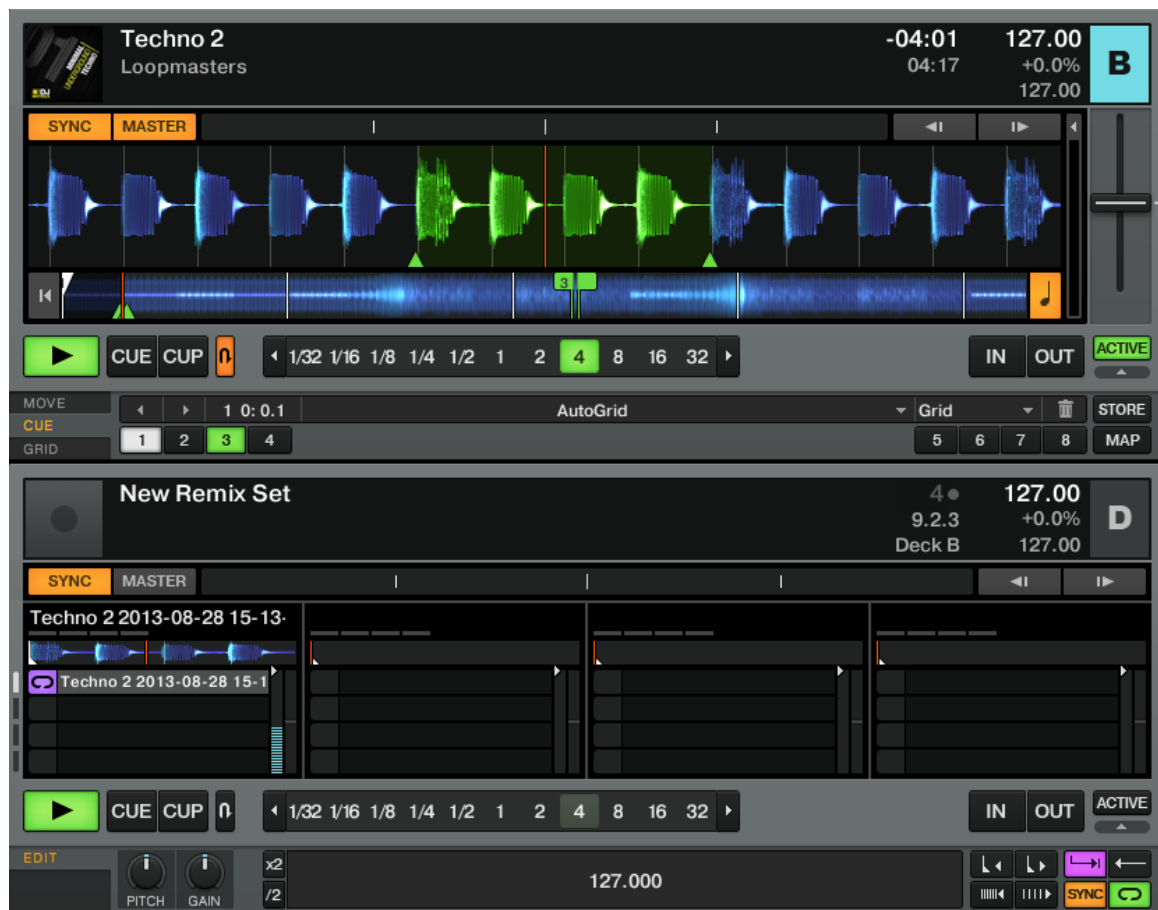 Techno 2 -04:01 127.00 B
Loopmasters 04:17 +0.0%
127.00
MINIMAL
UNDERGROUND
TECHNO
SYNC MASTER
3
CUE CUP 1/32 1/16 1/8 1/4 1/2 1 2 4 8 16 32 IN OUT ACTIVE
MOVE 1 0: 0.1 AutoGrid Grid STORE
CUE
1 2 3 4 5 6 7 8 MAP
GRID
New Remix Set 4 127.00 D
9.2.3 +0.0%
Deck B 127.00
SYNC MASTER
Techno 2 2013-08-28 15-13-
Techno 2 2013-08-28 15-1
CUE CUP 1/32 1/16 1/8 1/4 1/2 1 2 4 8 16 32 IN OUT ACTIVE
EDIT x2
127.000
PITCH GAIN /2 SYNC